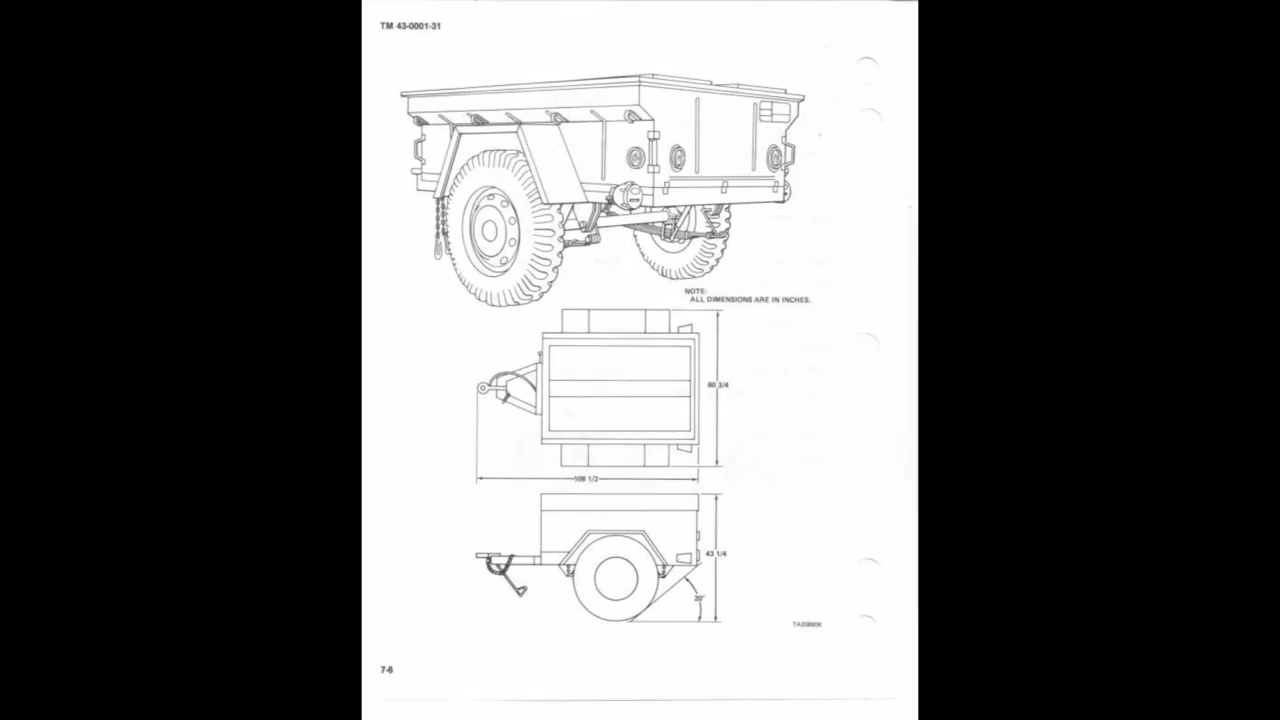 TM 43-0001-31
NOTE:
ALL DIMENSIONS ARE IN INCHES.
60 3/4
108 1/2
43 1/4
20°
7-6